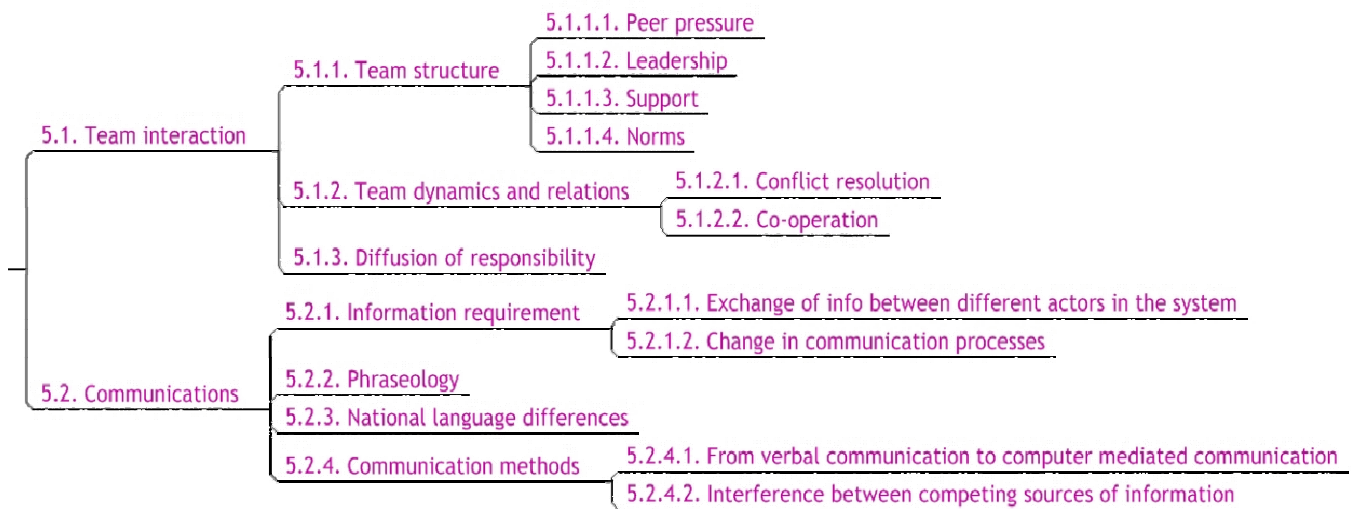 5.1.1.1. Peer pressure
5.1.1.2. Leadership
5.1.1. Team structure
5.1.1.3. Support
5.1. Team interaction
5.1.1.4. Norms
5.1.2.1. Conflict resolution
5.1.2. Team dynamics and relations
5.1.2.2. Co-operation
5.1.3. Diffusion of responsibility
5.2.1.1. Exchange of info between different actors in the system
5.2.1. Information requirement
5.2.1.2. Change in communication processes
5.2.2. Phraseology
5.2. Communications
5.2.3. National language differences
5.2.4.1. From verbal communication to computer mediated communication
5.2.4. Communication methods
5.2.4.2. Interference between competing sources of information